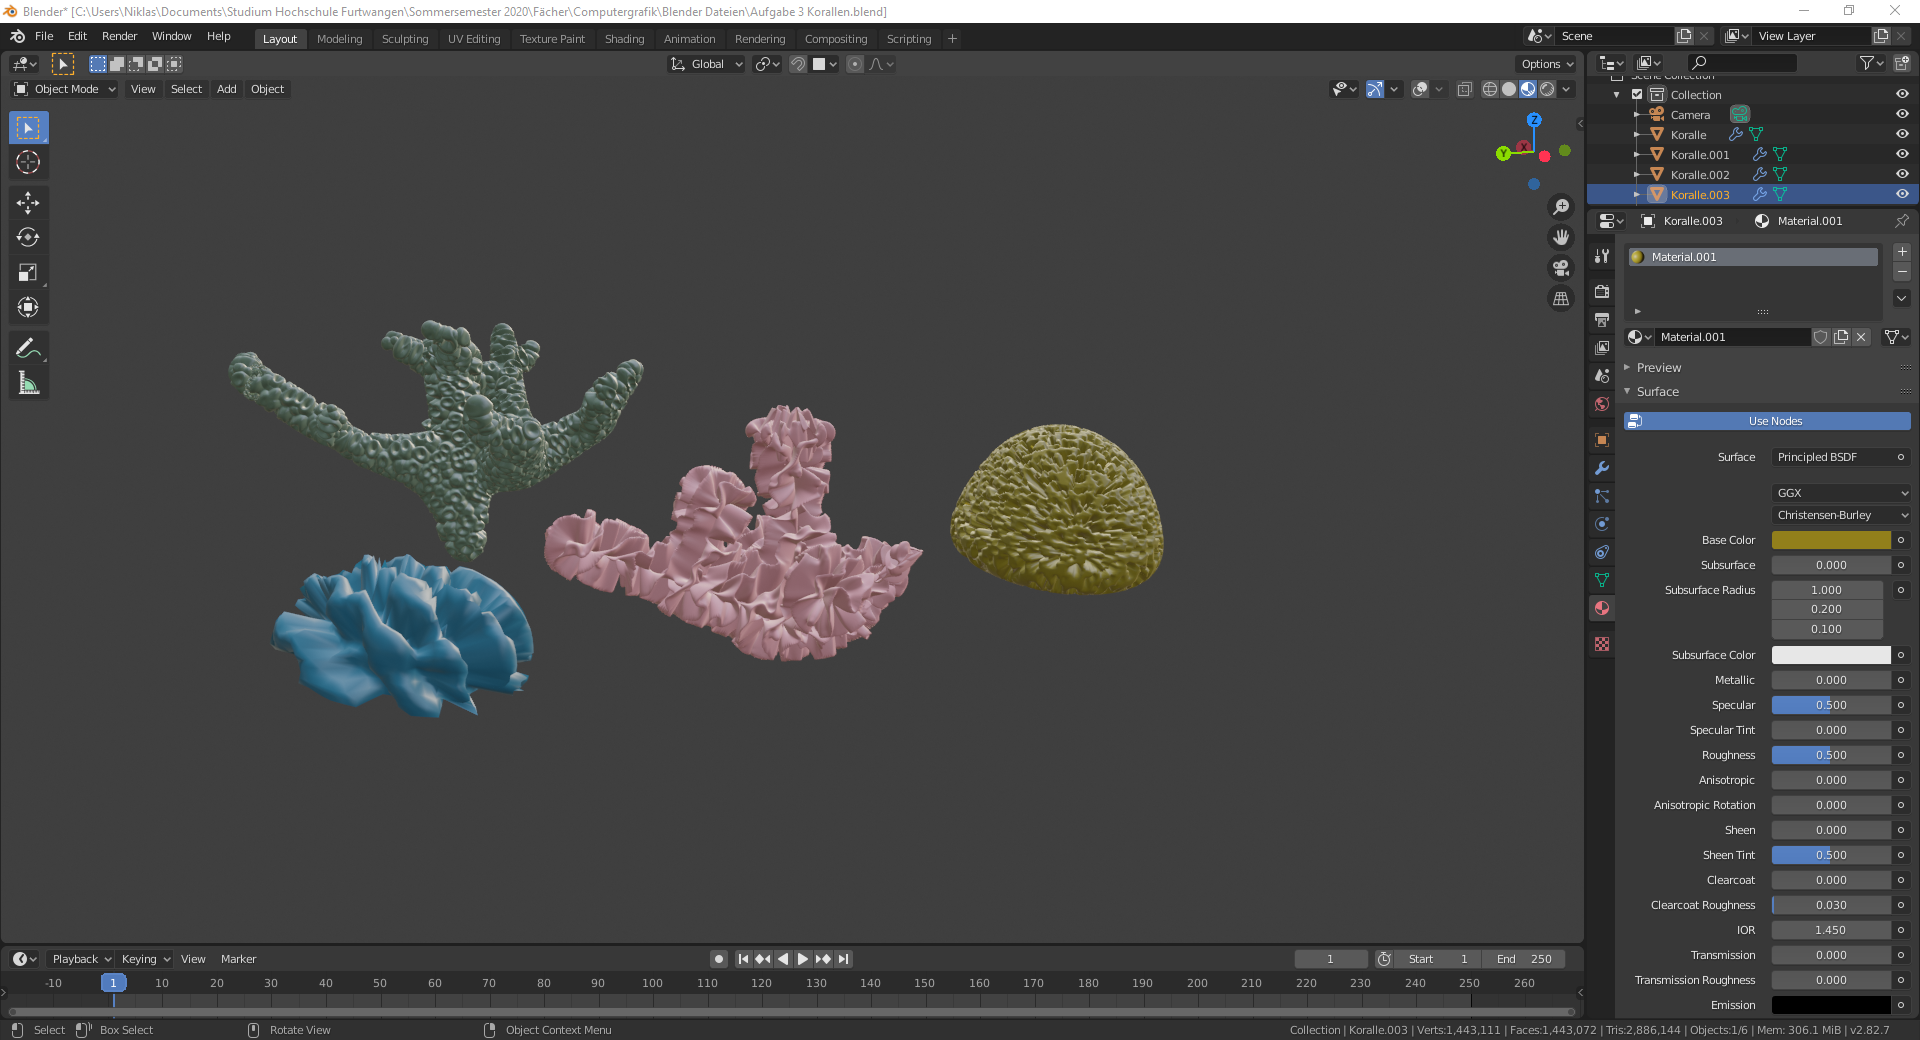 Blender* [C:\Users\Niklas\Documents\Studium Hochschule Furtwangen\Sommersemester 2020\Fächer\Computergrafik\Blender Dateien\Aufgabe 3 Korallen.blend]
File Edit Render Window Help Layout Modeling Sculpting UV Editing Texture Paint Shading Animation Rendering Compositing Scripting + Scene View Layer
Global Options
Object Mode View Select Add Object
Z
Y X
Scene Collection
Collection
Camera
Koralle
Koralle.001
Koralle.002
Koralle.003
Koralle.003 Material.001
Material.001
Material.001
Preview
Surface
Use Nodes
Surface Principled BSDF
GGX
Christensen-Burley
Base Color
Subsurface 0.000
Subsurface Radius 1.000
0.200
0.100
Subsurface Color
Metallic 0.000
Specular 0.500
Specular Tint 0.000
Roughness 0.500
Anisotropic 0.000
Anisotropic Rotation 0.000
Sheen 0.000
Sheen Tint 0.500
Clearcoat 0.000
Clearcoat Roughness 0.030
IOR 1.450
Transmission 0.000
Transmission Roughness 0.000
Emission
Playback Keying View Marker 1 Start 1 End 250
-10 1 10 20 30 40 50 60 70 80 90 100 110 120 130 140 150 160 170 180 190 200 210 220 230 240 250 260
Select Box Select Rotate View Object Context Menu Collection | Koralle.003 | Verts:1,443,111 | Faces:1,443,072 | Tris:2,886,144 | Objects:1/6 | Mem: 306.1 MiB | v2.82.7